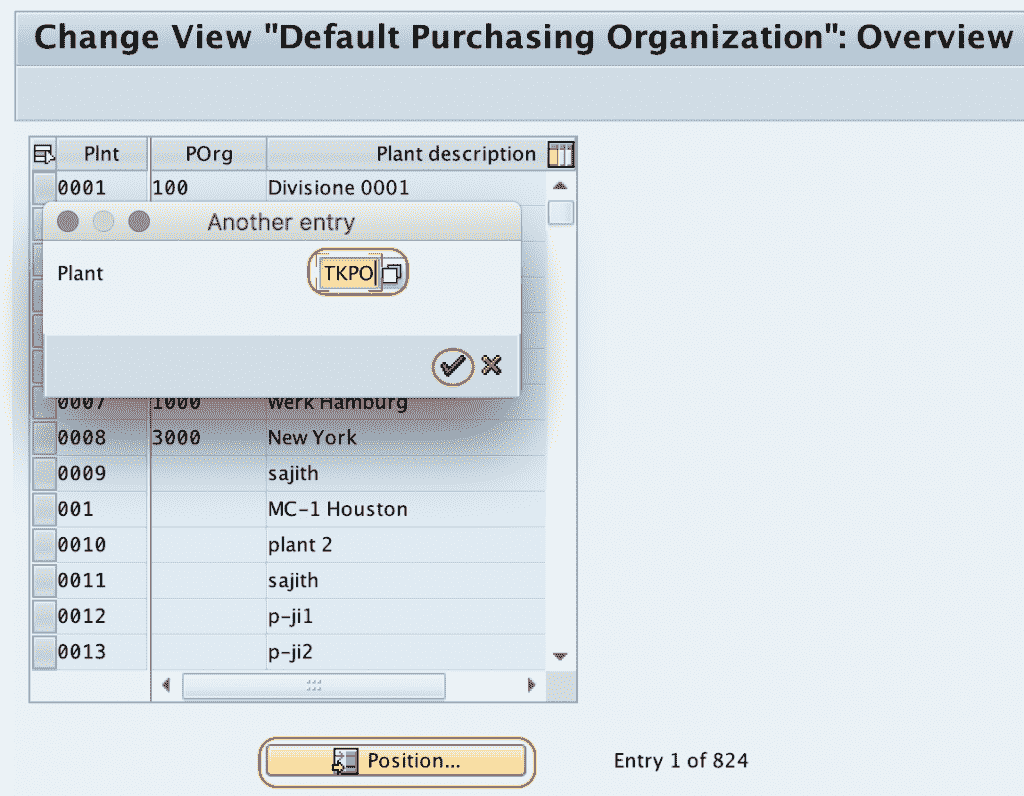 Change View "Default Purchasing Organization": Overview
Plnt POrg Plant description
0001 100 Divisione 0001
Another entry
Plant TKPO
0007 1000 Werk Hamburg
0008 3000 New York
0009 sajith
001 MC-1 Houston
0010 plant 2
0011 sajith
0012 p-ji1
0013 p-ji2
Position... Entry 1 of 824